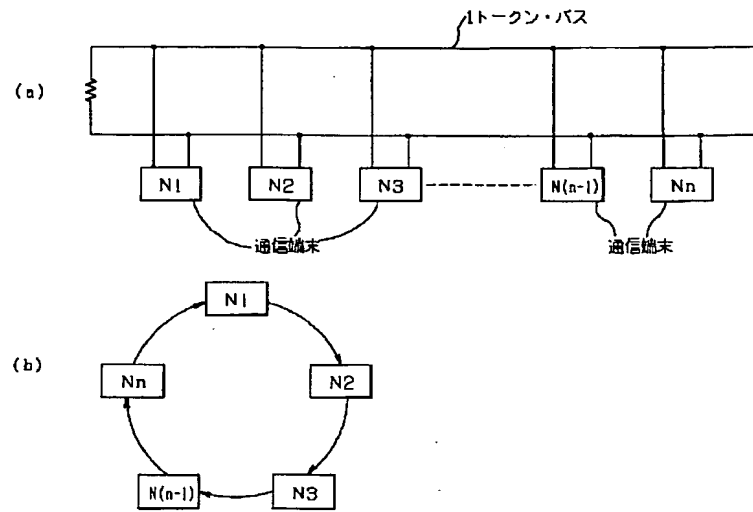 1トークン・バス
(a)
N1 N2 N3 N(n-1) Nn
通信端末 通信端末
(b)
N1
Nn N2
N(n-1) N3